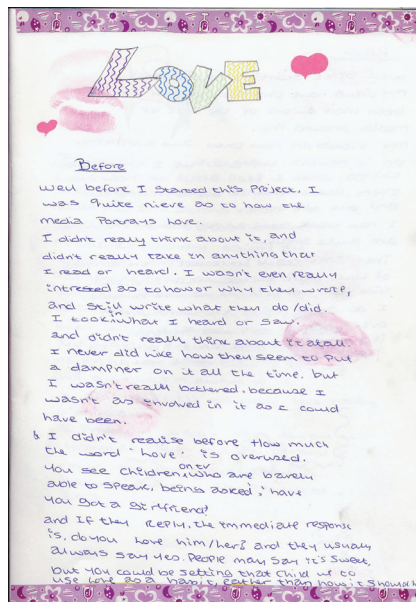 LOVE
Before
well before I started this Project. I
was quite nieve as to how the
media Portrays Love.
I didn't really think about it, and
didn't really take in anything that
I read or heard. I wasn't even really
intrested as to how or why they wrote,
and still write what they do/did.
I took in what I heard or saw.
and didn't really think about it at all.
I never did like how they seem to Put
a dampner on it all the time. but
I wasn't really bothered. because I
wasn't as involved in it as I could
have been.
& I didn't realise before How much
the word 'Love' is overused.
You see children on tv who are barely
able to speak, being asked; 'have
you got a girlfriend?
and If they REPLY, the immediate response
is, do you Love him/her? and they usually
always say yes. People may say it's sweet,
but you could be setting that child up to
use Love as a habit, rather than how it should